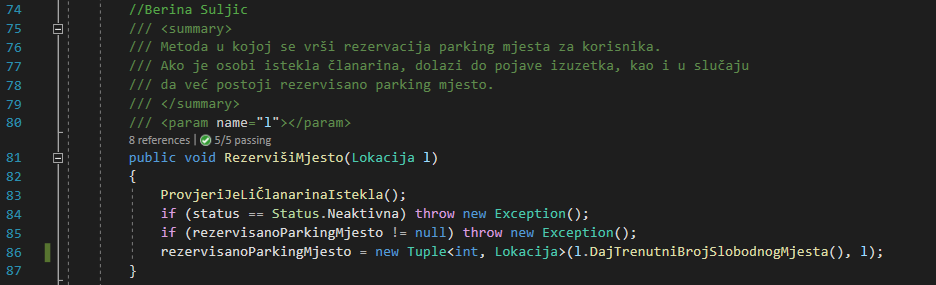 74 //Berina Suljic
75 /// <summary>
76 /// Metoda u kojoj se vrši rezervacija parking mjesta za korisnika.
77 /// Ako je osobi istekla članarina, dolazi do pojave izuzetka, kao i u slučaju
78 /// da već postoji rezervisano parking mjesto.
79 /// </summary>
80 /// <param name="l"></param>
8 references | 5/5 passing
81 public void RezervišiMjesto(Lokacija l)
82 {
83 ProvjeriJeLiČlanarinaIstekla();
84 if (status == Status.Neaktivna) throw new Exception();
85 if (rezervisanoParkingMjesto != null) throw new Exception();
86 rezervisanoParkingMjesto = new Tuple<int, Lokacija>(l.DajTrenutniBrojSlobodnogMjesta(), l);
87 }